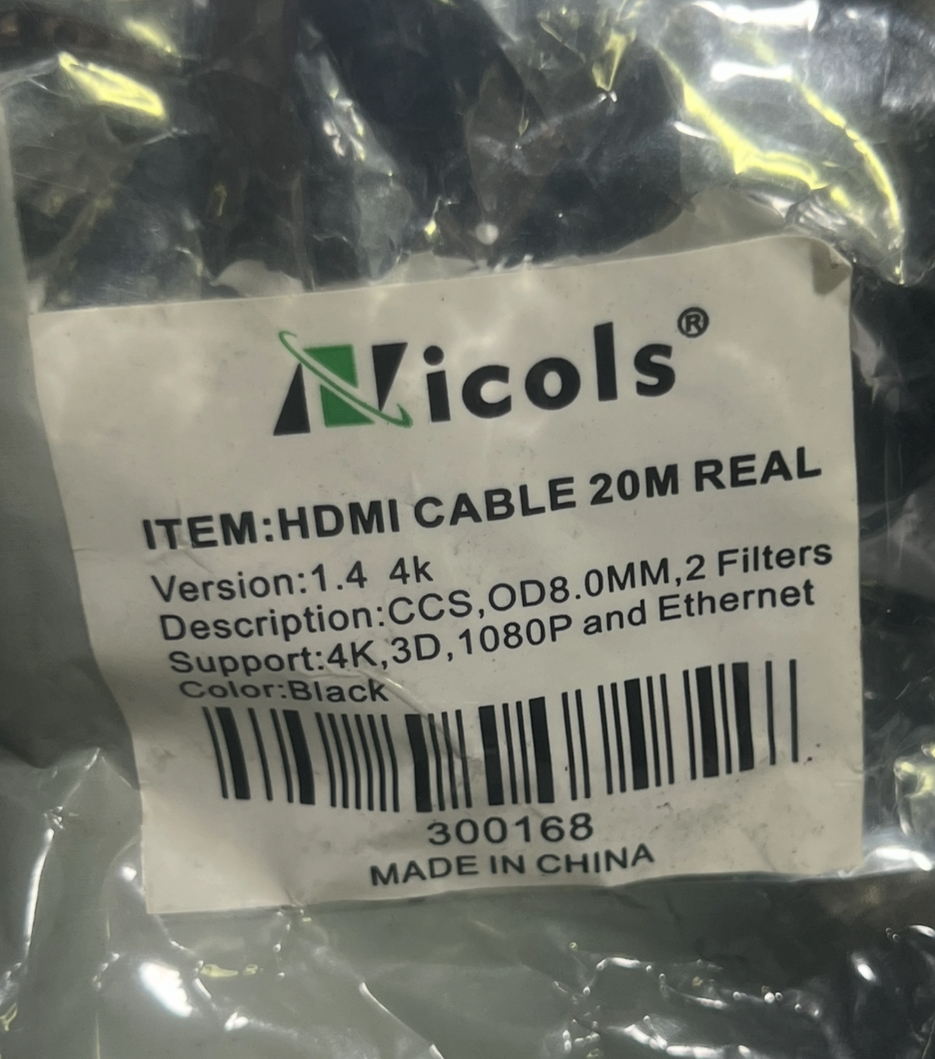 Nicols®
ITEM:HDMI CABLE 20M REAL
Version:1.4 4k
Description:CCS,OD8.0MM,2 Filters
Support:4K,3D,1080P and Ethernet
Color:Black
300168
MADE IN CHINA